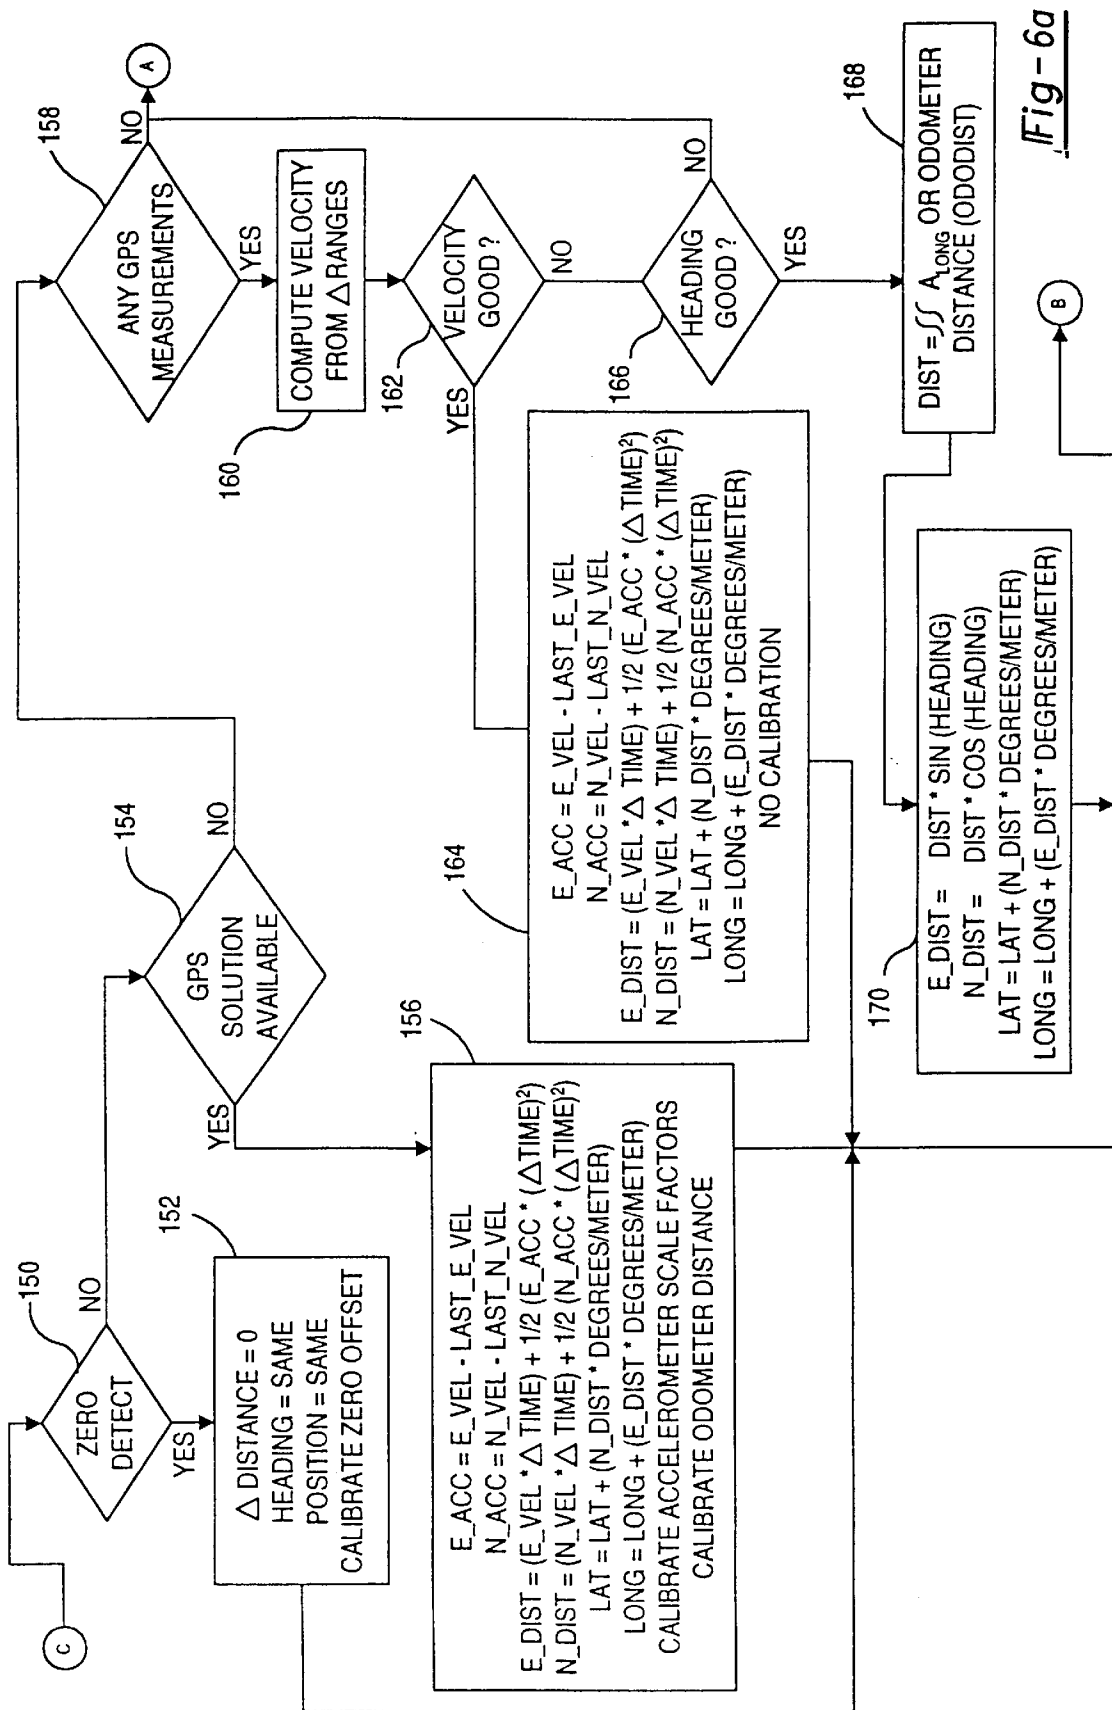 C
150
ZERO
DETECT
NO
YES
152
△ DISTANCE = 0
HEADING = SAME
POSITION = SAME
CALIBRATE ZERO OFFSET
154
GPS
SOLUTION
AVAILABLE
NO
YES
156
E_ACC = E_VEL - LAST_E_VEL
N_ACC = N_VEL - LAST_N_VEL
E_DIST = (E_VEL *△ TIME) + 1/2 (E_ACC * (△TIME)²)
N_DIST = (N_VEL *△ TIME) + 1/2 (N_ACC * (△TIME)²)
LAT = LAT + (N_DIST * DEGREES/METER)
LONG = LONG + (E_DIST * DEGREES/METER)
CALIBRATE ACCELEROMETER SCALE FACTORS
CALIBRATE ODOMETER DISTANCE
158
ANY GPS
MEASUREMENTS
NO
A
YES
160
COMPUTE VELOCITY
FROM △ RANGES
162
VELOCITY
GOOD ?
YES
NO
164
E_ACC = E_VEL - LAST_E_VEL
N_ACC = N_VEL - LAST_N_VEL
E_DIST = (E_VEL *△ TIME) + 1/2 (E_ACC * (△ TIME)²)
N_DIST = (N_VEL *△ TIME) + 1/2 (N_ACC * (△ TIME)²)
LAT = LAT + (N_DIST * DEGREES/METER)
LONG = LONG + (E_DIST * DEGREES/METER)
NO CALIBRATION
166
HEADING
GOOD ?
NO
YES
168
DIST = ∫∫ A_LONG OR ODOMETER
DISTANCE (ODODIST)
170
E_DIST = DIST * SIN (HEADING)
N_DIST = DIST * COS (HEADING)
LAT = LAT + (N_DIST * DEGREES/METER)
LONG = LONG + (E_DIST * DEGREES/METER)
B
Fig-6a